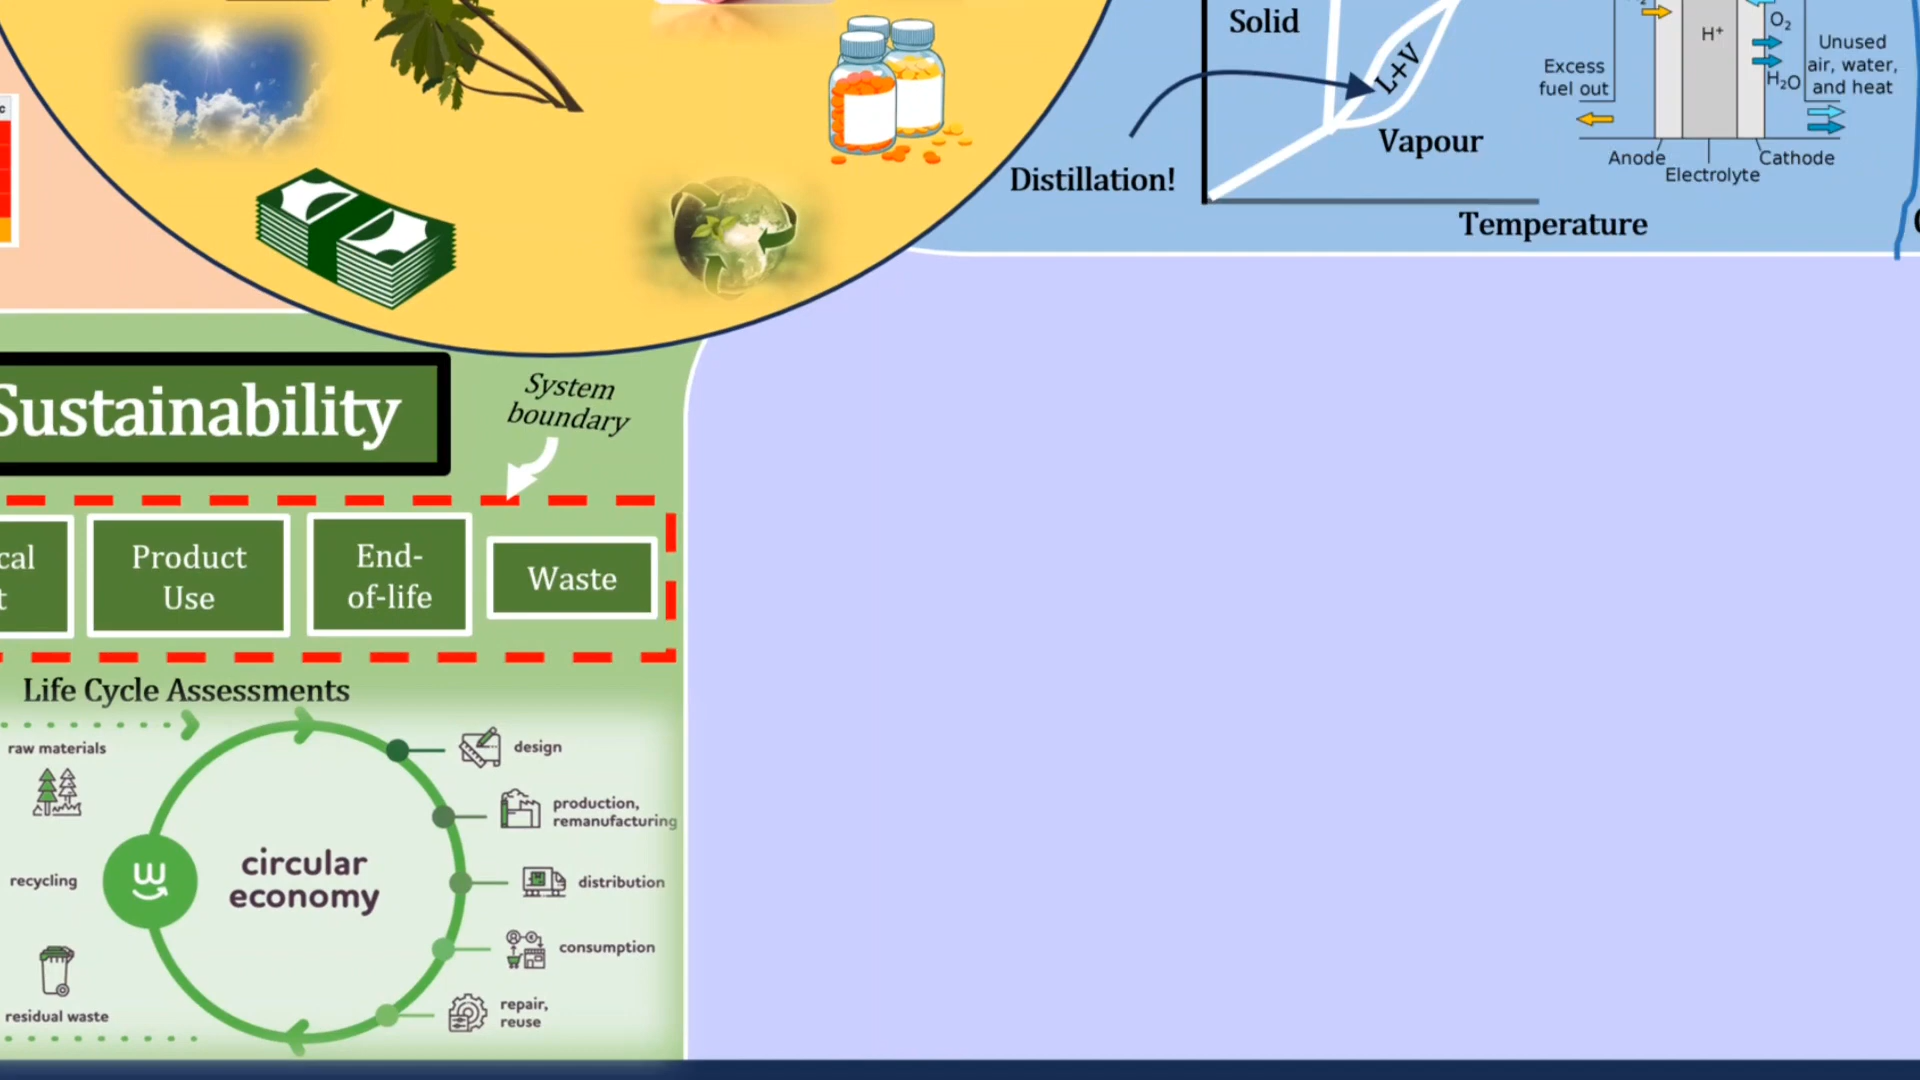 Solid
L+V
Vapour
Distillation!
Temperature
H+
O2
H2O
Excess
fuel out
Unused
air, water,
and heat
Anode
Cathode
Electrolyte
Sustainability
System
boundary
Product
Use
End-
of-life
Waste
Life Cycle Assessments
raw materials
recycling
residual waste
circular
economy
design
production,
remanufacturing
distribution
consumption
repair,
reuse